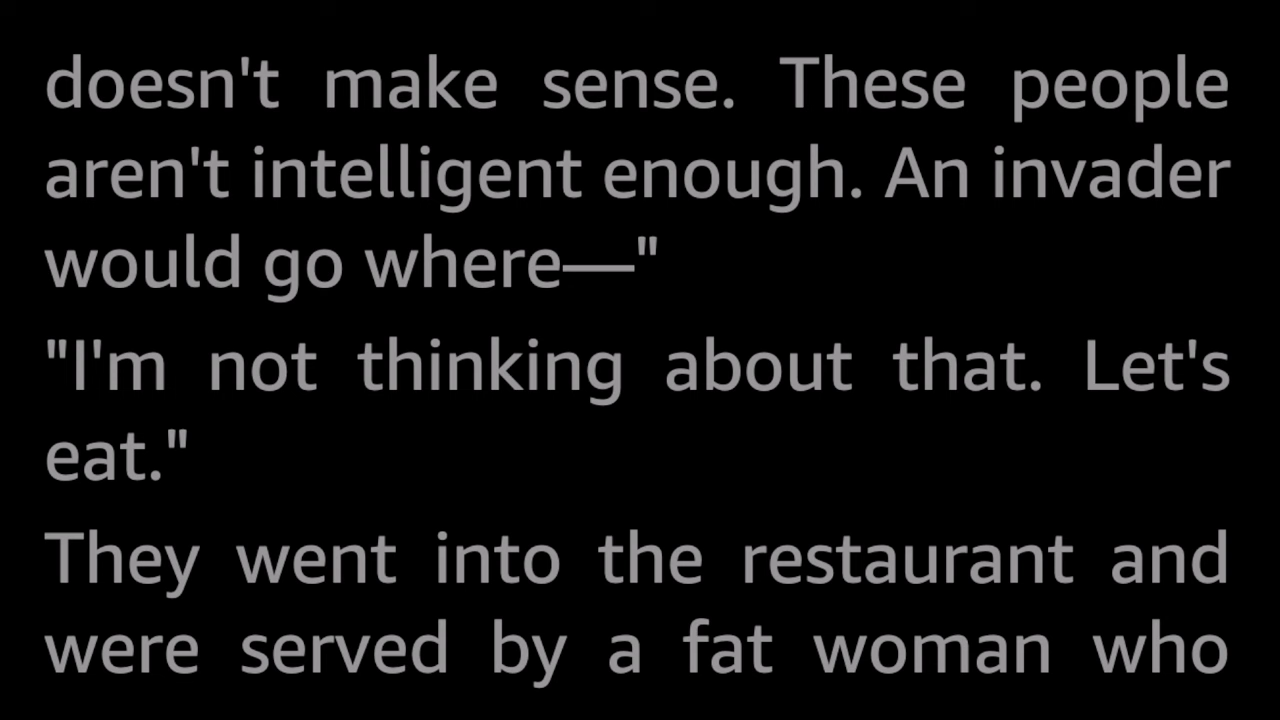 doesn't make sense. These people
aren't intelligent enough. An invader
would go where—"
"I'm not thinking about that. Let's
eat."
They went into the restaurant and
were served by a fat woman who